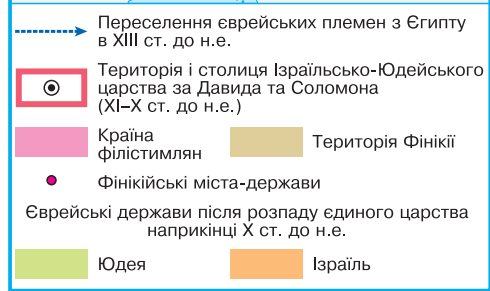 Переселення єврейських племен з Єгипту
в XIII ст. до н.е.
Територія і столиця Ізраїльсько-Юдейського
царства за Давида та Соломона
(XI–X ст. до н.е.)
Країна
філістимлян
Територія Фінікії
Фінікійські міста-держави
Єврейські держави після розпаду єдиного царства
наприкінці X ст. до н.е.
Юдея
Ізраїль